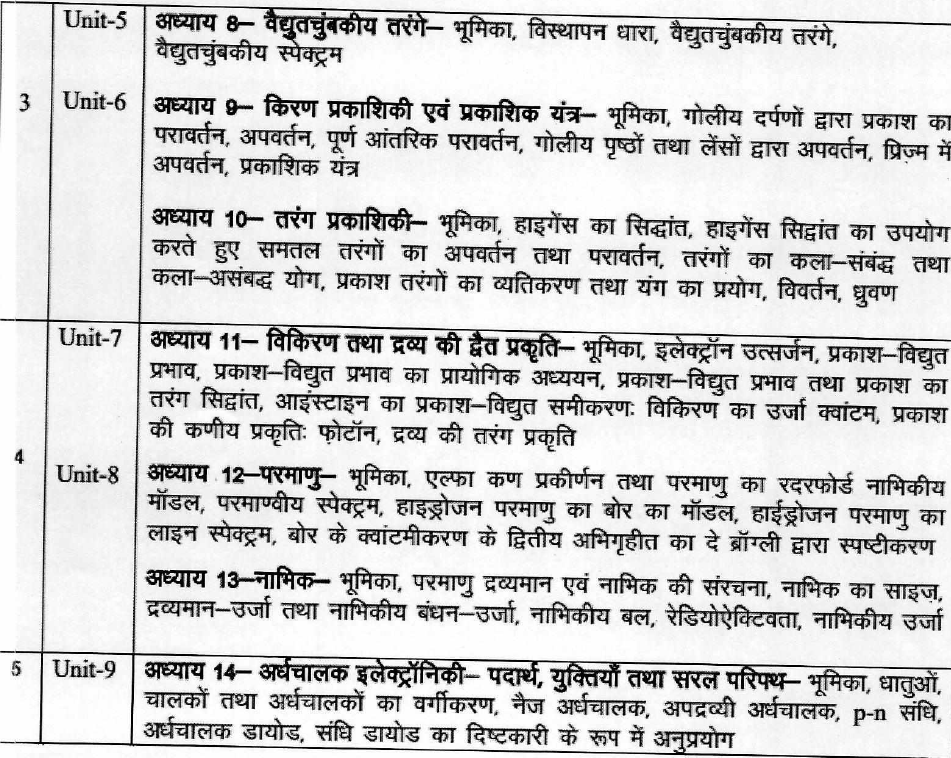 Unit-5 अध्याय 8– वैद्युतचुंबकीय तरंगे– भूमिका, विस्थापन धारा, वैद्युतचुंबकीय तरंगे,
वैद्युतचुंबकीय स्पेक्ट्रम
3 Unit-6 अध्याय 9– किरण प्रकाशिकी एवं प्रकाशिक यंत्र– भूमिका, गोलीय दर्पणों द्वारा प्रकाश का
परावर्तन, अपवर्तन, पूर्ण आंतरिक परावर्तन, गोलीय पृष्ठों तथा लेंसों द्वारा अपवर्तन, प्रिज़्म में
अपवर्तन, प्रकाशिक यंत्र
अध्याय 10– तरंग प्रकाशिकी– भूमिका, हाइगेंस का सिद्धांत, हाइगेंस सिद्वांत का उपयोग
करते हुए समतल तरंगों का अपवर्तन तथा परावर्तन, तरंगों का कला–संबंद्ध तथा
कला–असंबद्ध योग, प्रकाश तरंगों का व्यतिकरण तथा यंग का प्रयोग, विवर्तन, ध्रुवण
Unit-7 अध्याय 11– विकिरण तथा द्रव्य की द्वैत प्रकृति– भूमिका, इलेक्ट्रॉन उत्सर्जन, प्रकाश–विद्युत
प्रभाव, प्रकाश–विद्युत प्रभाव का प्रायोगिक अध्ययन, प्रकाश–विद्युत प्रभाव तथा प्रकाश का
तरंग सिद्वांत, आइंस्टाइन का प्रकाश–विद्युत समीकरणः विकिरण का उर्जा क्वांटम, प्रकाश
की कणीय प्रकृतिः फ़ोटॉन, द्रव्य की तरंग प्रकृति
4
Unit-8 अध्याय 12–परमाणु– भूमिका, एल्फा कण प्रकीर्णन तथा परमाणु का रदरफोर्ड नाभिकीय
मॉडल, परमाण्वीय स्पेक्ट्रम, हाइड्रोजन परमाणु का बोर का मॉडल, हाईड्रोजन परमाणु का
लाइन स्पेक्ट्रम, बोर के क्वांटमीकरण के द्वितीय अभिगृहीत का दे ब्रॉग्ली द्वारा स्पष्टीकरण
अध्याय 13–नाभिक– भूमिका, परमाणु द्रव्यमान एवं नाभिक की संरचना, नाभिक का साइज,
द्रव्यमान–उर्जा तथा नाभिकीय बंधन–उर्जा, नाभिकीय बल, रेडियोऐक्टिवता, नाभिकीय उर्जा
5 Unit-9 अध्याय 14– अर्धचालक इलेक्ट्रॉनिकी– पदार्थ, युक्तियाँ तथा सरल परिपथ– भूमिका, धातुओं,
चालकों तथा अर्धचालकों का वर्गीकरण, नैज अर्धचालक, अपद्रव्यी अर्धचालक, p-n संधि,
अर्धचालक डायोड, संधि डायोड का दिष्टकारी के रूप में अनुप्रयोग